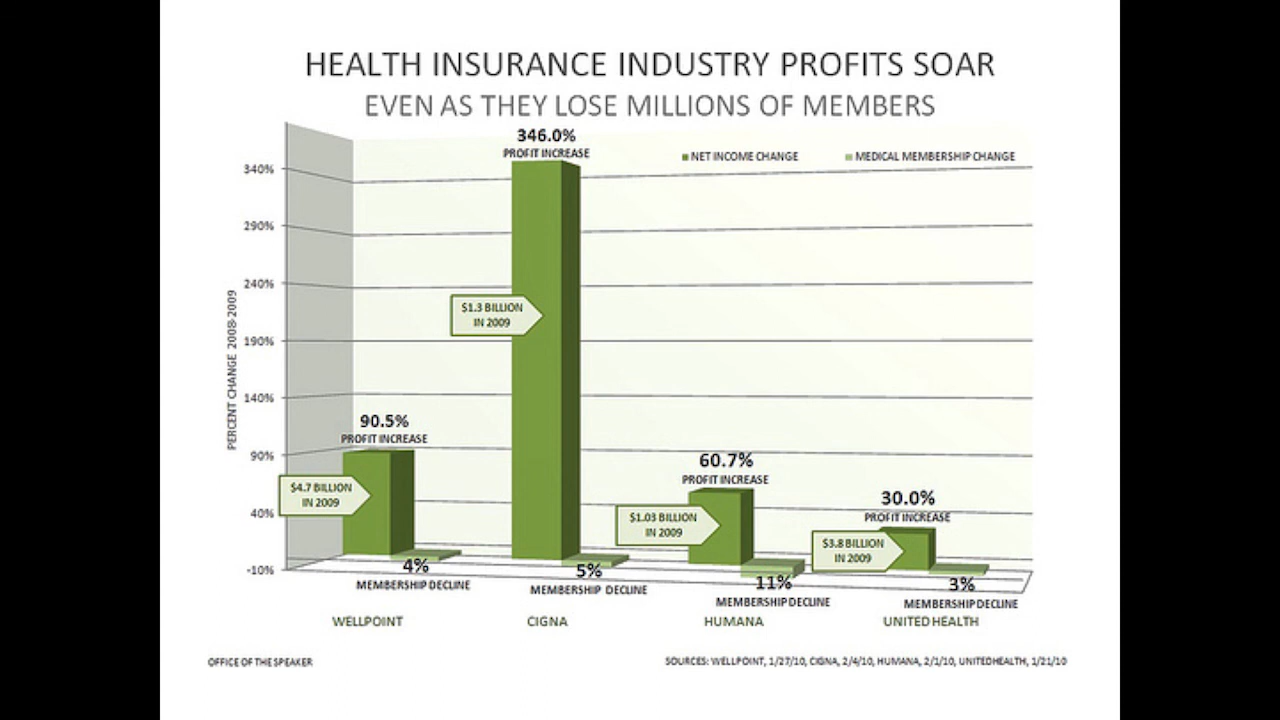 HEALTH INSURANCE INDUSTRY PROFITS SOAR
EVEN AS THEY LOSE MILLIONS OF MEMBERS
346.0%
PROFIT INCREASE
NET INCOME CHANGE
MEDICAL MEMBERSHIP CHANGE
340%
290%
240%
190%
140%
90%
40%
-10%
PERCENT CHANGE 2008-2009
$1.3 BILLION
IN 2009
90.5%
PROFIT INCREASE
$4.7 BILLION
IN 2009
60.7%
PROFIT INCREASE
$1.03 BILLION
IN 2009
30.0%
PROFIT INCREASE
$3.8 BILLION
IN 2009
4%
MEMBERSHIP DECLINE
5%
MEMBERSHIP DECLINE
11%
MEMBERSHIP DECLINE
3%
MEMBERSHIP DECLINE
WELLPOINT
CIGNA
HUMANA
UNITED HEALTH
OFFICE OF THE SPEAKER
SOURCES: WELLPOINT, 1/27/10, CIGNA, 2/4/10, HUMANA, 2/1/10, UNITEDHEALTH, 1/21/10